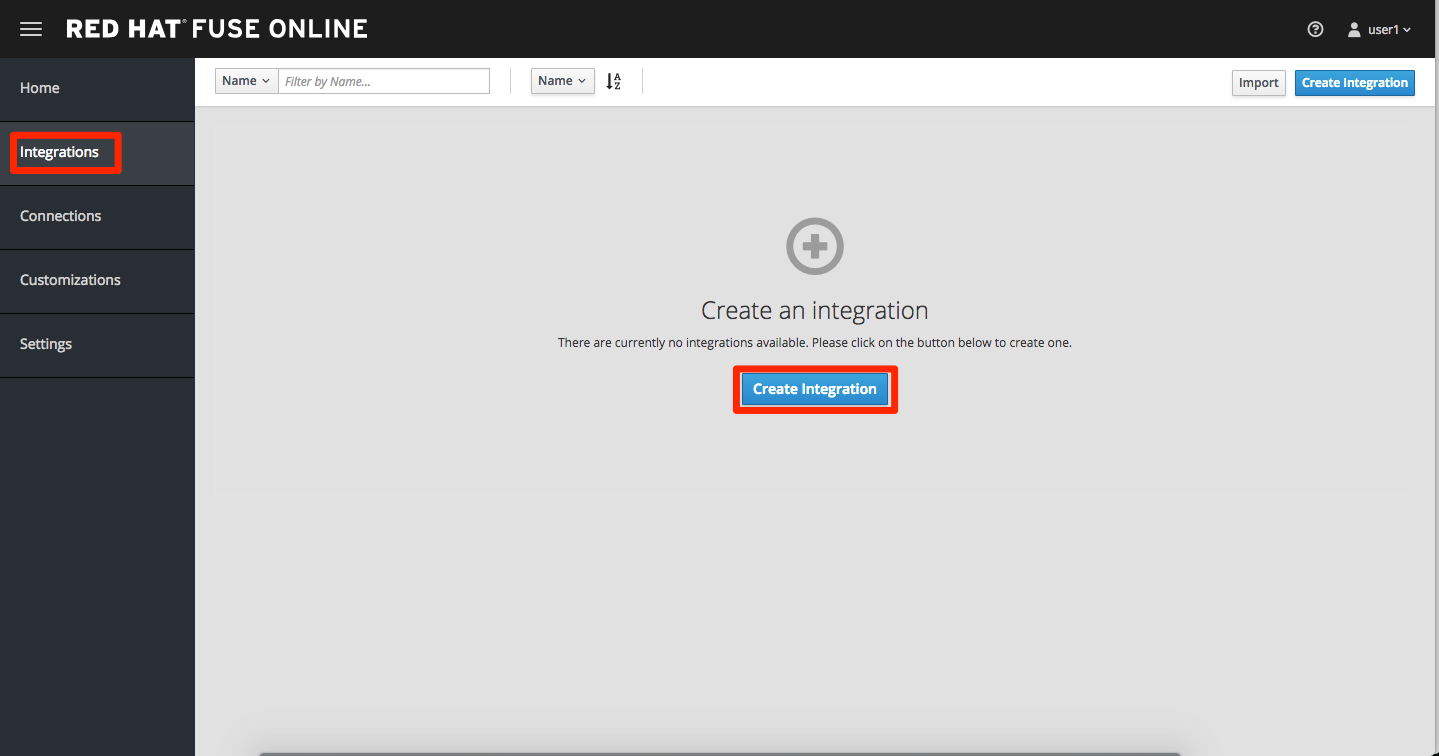 RED HAT® FUSE ONLINE
user1
Home
Integrations
Connections
Customizations
Settings
Name
Filter by Name...
Name
AZ
Import
Create Integration
Create an integration
There are currently no integrations available. Please click on the button below to create one.
Create Integration